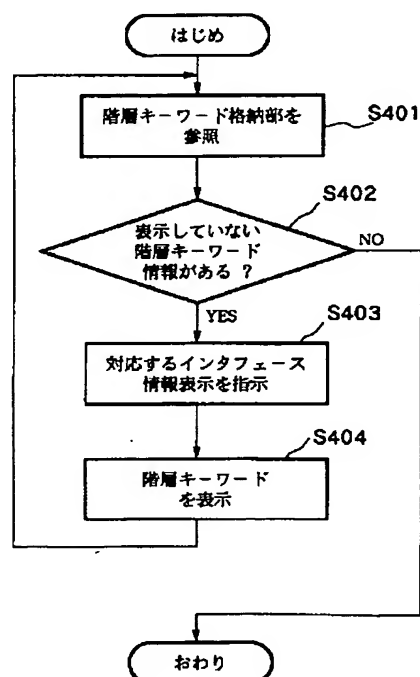 はじめ
階層キーワード格納部を
参照
S401
S402
表示していない
階層キーワード
情報がある ?
NO
YES
S403
対応するインタフェース
情報表示を指示
S404
階層キーワード
を表示
おわり